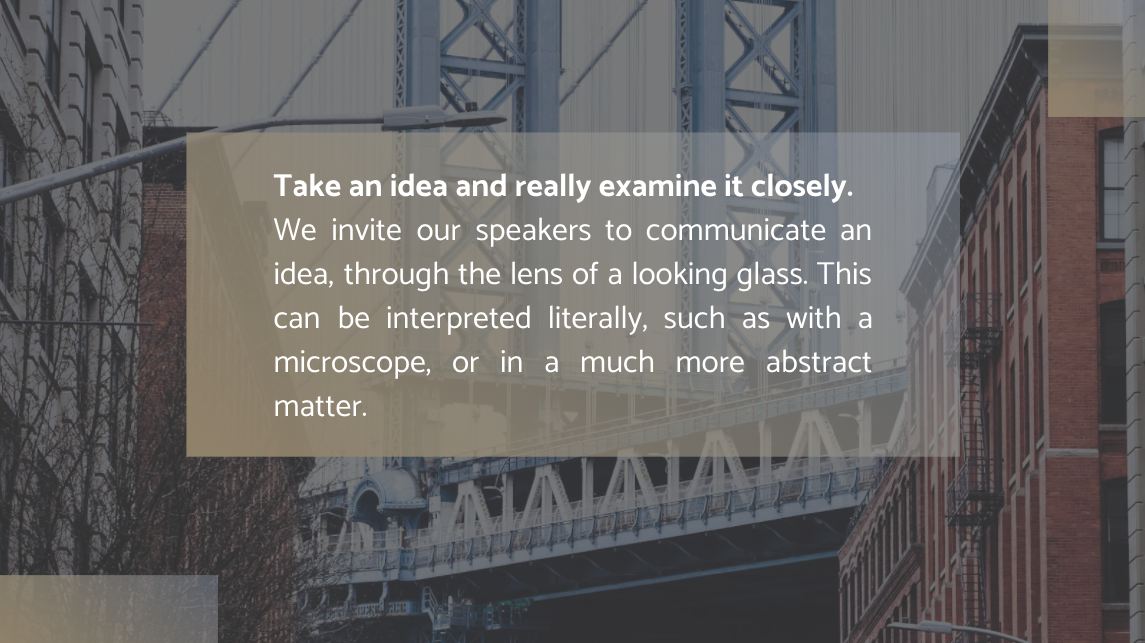 Take an idea and really examine it closely.
We invite our speakers to communicate an
idea, through the lens of a looking glass. This
can be interpreted literally, such as with a
microscope, or in a much more abstract
matter.